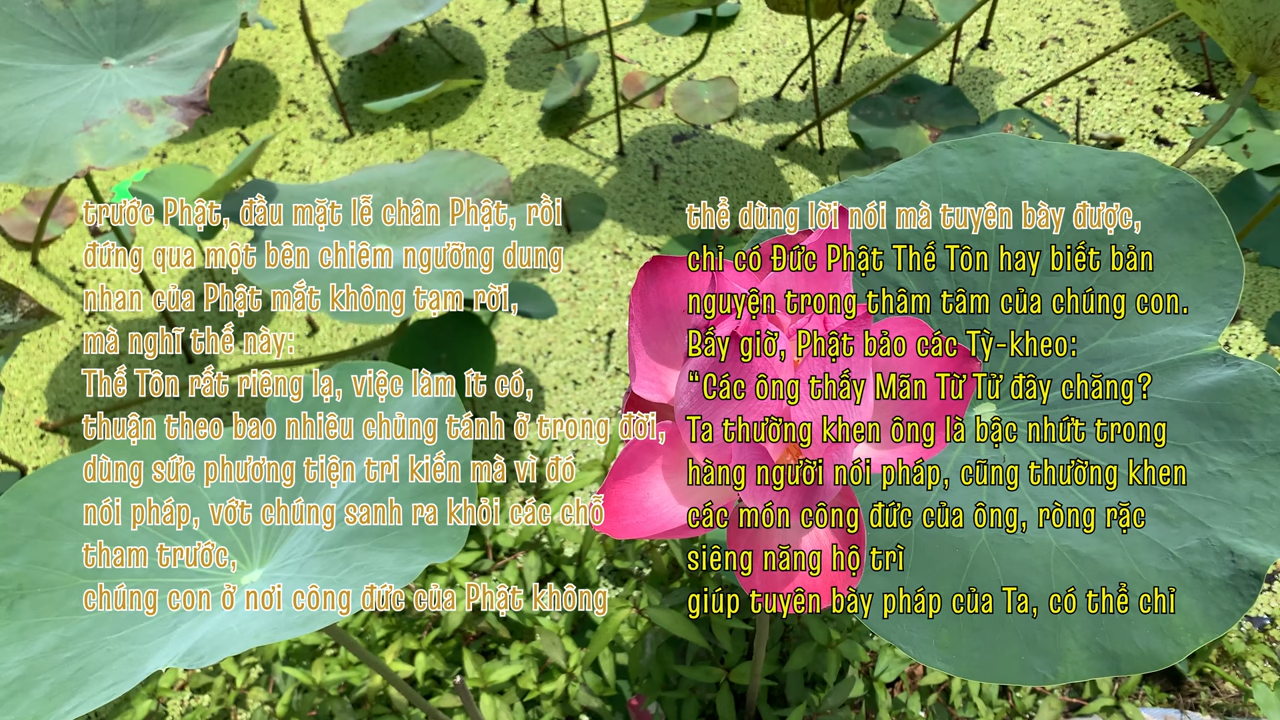 trước Phật, đầu mặt lễ chân Phật, rồi
đứng qua một bên chiêm ngưỡng dung
nhan của Phật mắt không tạm rời,
mà nghĩ thế này:
Thế Tôn rất riêng lạ, việc làm ít có,
thuận theo bao nhiêu chủng tánh ở trong đời,
dùng sức phương tiện tri kiến mà vì đó
nói pháp, vớt chúng sanh ra khỏi các chỗ
tham trước,
chúng con ở nơi công đức của Phật không
thể dùng lời nói mà tuyên bày được,
chỉ có Đức Phật Thế Tôn hay biết bản
nguyện trong thâm tâm của chúng con.
Bấy giờ, Phật bảo các Tỳ-kheo:
“Các ông thấy Mãn Từ Tử đây chăng?
Ta thường khen ông là bậc nhứt trong
hàng người nói pháp, cũng thường khen
các món công đức của ông, ròng rặc
siêng năng hộ trì
giúp tuyên bày pháp của Ta, có thể chỉ